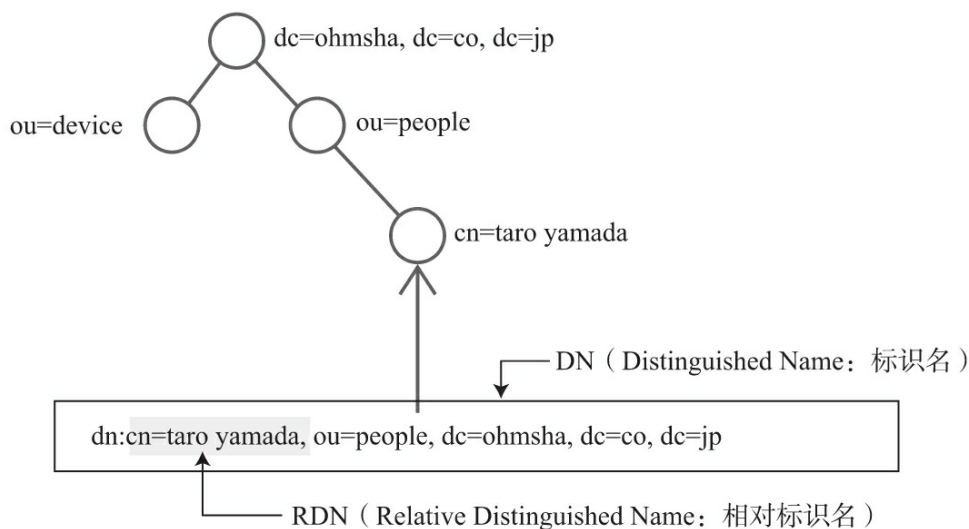 dc=ohmsha, dc=co, dc=jp
ou=device
ou=people
cn=taro yamada
DN（Distinguished Name：标识名）
dn:cn=taro yamada, ou=people, dc=ohmsha, dc=co, dc=jp
RDN（Relative Distinguished Name：相对标识名）